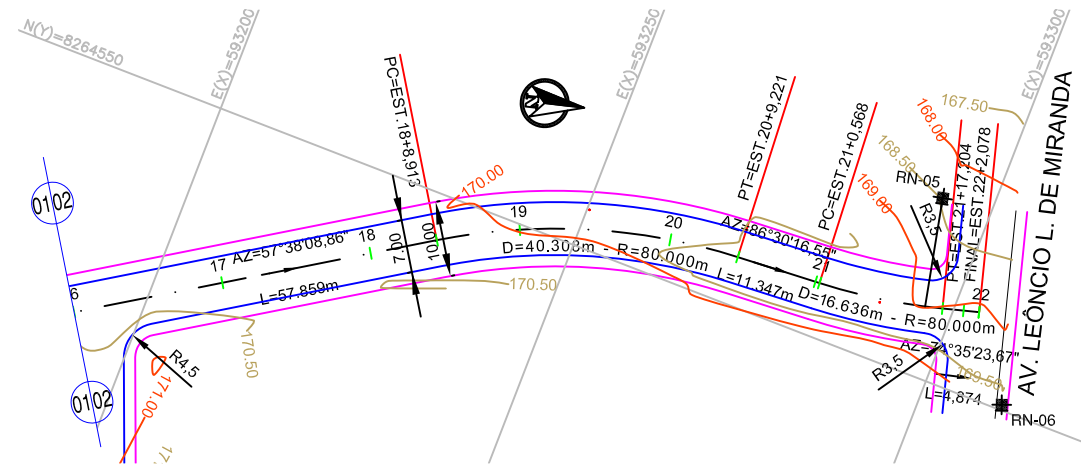 N(Y)=8264550
E(X)=593200
E(X)=593250
E(X)=593300
PC=EST.18+8,913
PT=EST.20+9,221
PC=EST.21+0,568
PT=EST.21+17,204
FINAL=EST.22+2,078
AV. LEÔNCIO L. DE MIRANDA
167.50
168.00
168.50
169.00
RN-05
R3,5
N
170.00
0102
6
17
AZ=57°38'08,86"
18
L=57.859m
7.00
10.00
19
D=40.308m - R=80.000m
20
AZ=86°30'16,55"
L=11.347m
21
D=16.636m - R=80.000m
22
AZ=74°35'23,67"
170.50
170.50
R4,5
171.00
0102
R3,5
169.50
L=4,874
RN-06